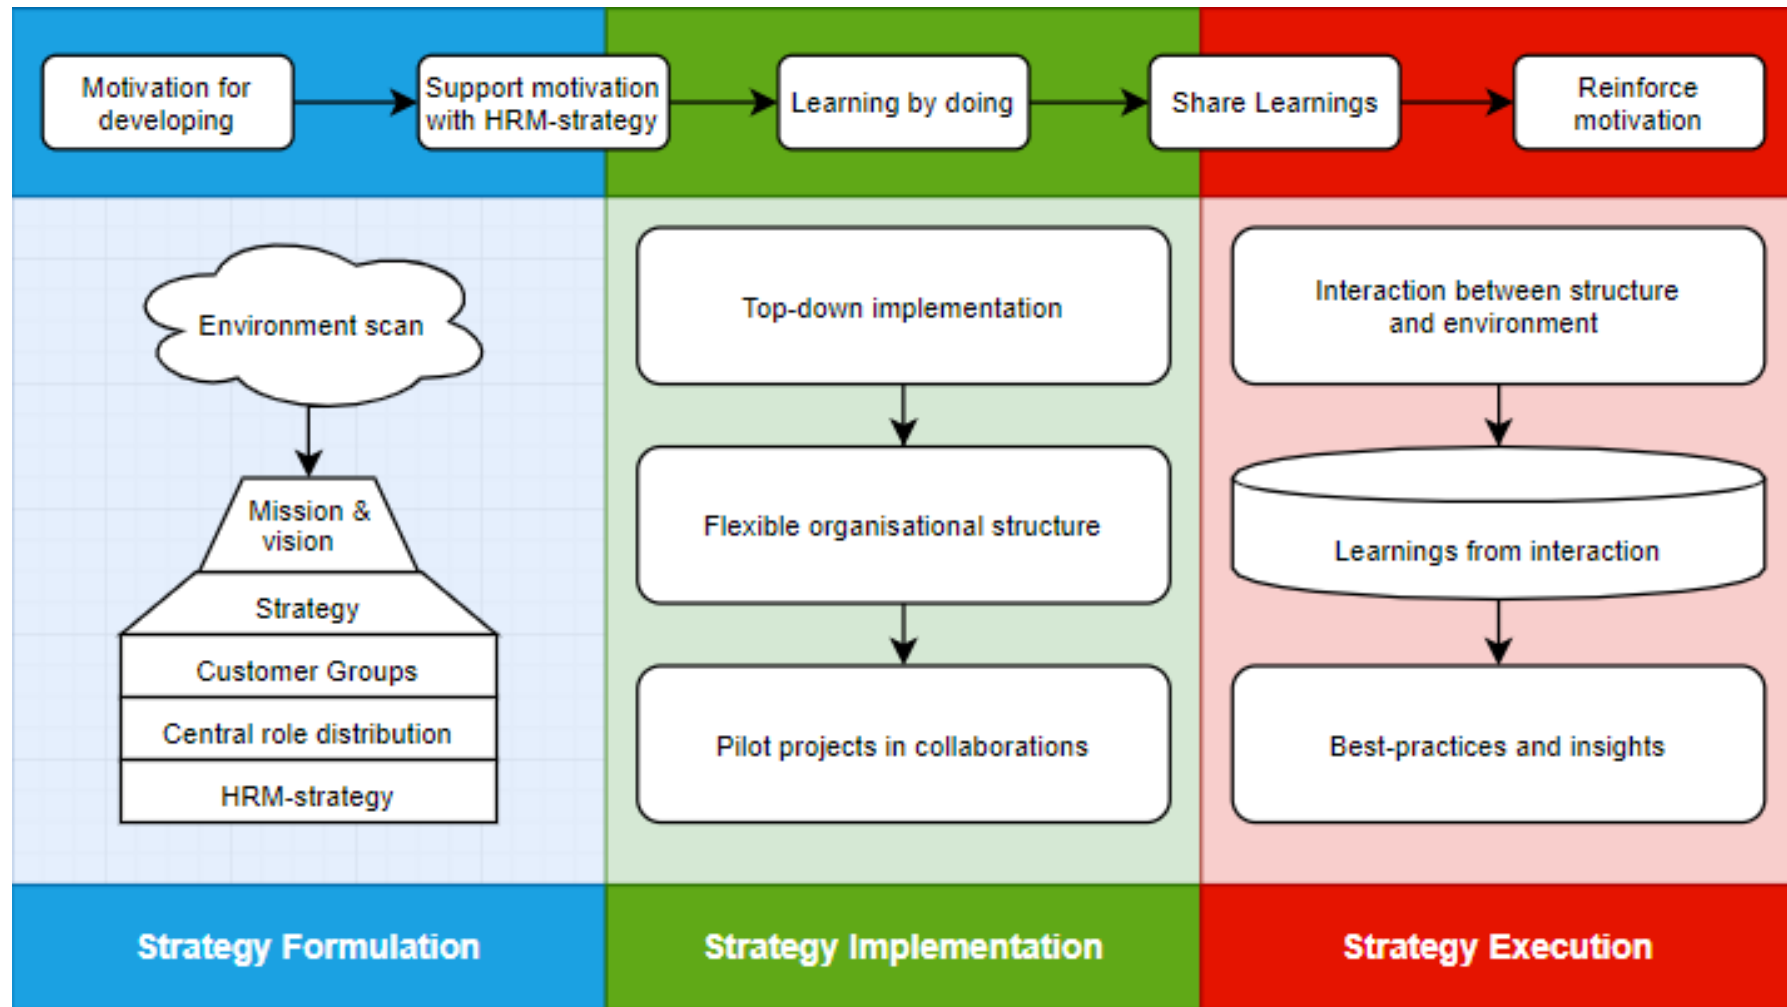 Motivation for
developing
Support motivation
with HRM-strategy
Learning by doing
Share Learnings
Reinforce
motivation
Environment scan
Mission &
vision
Strategy
Customer Groups
Central role distribution
HRM-strategy
Top-down implementation
Flexible organisational structure
Pilot projects in collaborations
Interaction between structure
and environment
Learnings from interaction
Best-practices and insights
Strategy Formulation
Strategy Implementation
Strategy Execution